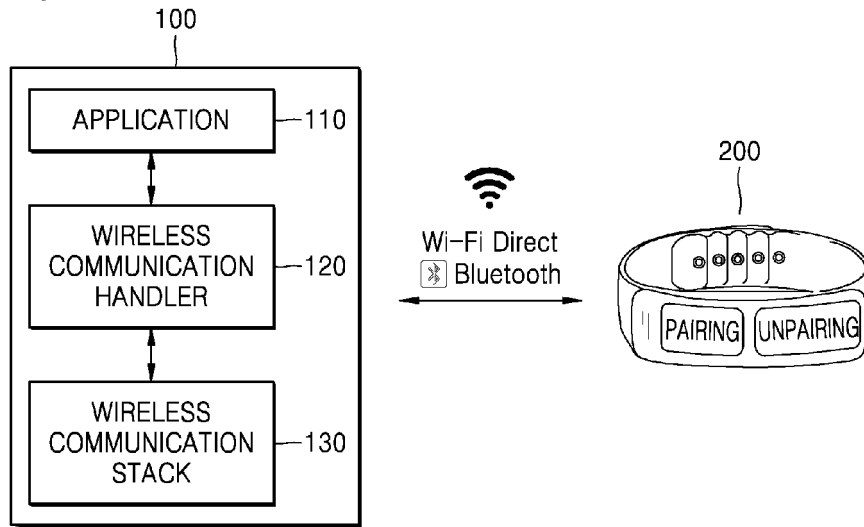 100
APPLICATION
110
WIRELESS
COMMUNICATION
HANDLER
120
WIRELESS
COMMUNICATION
STACK
130
Wi-Fi Direct
Bluetooth
200
PAIRING
UNPAIRING